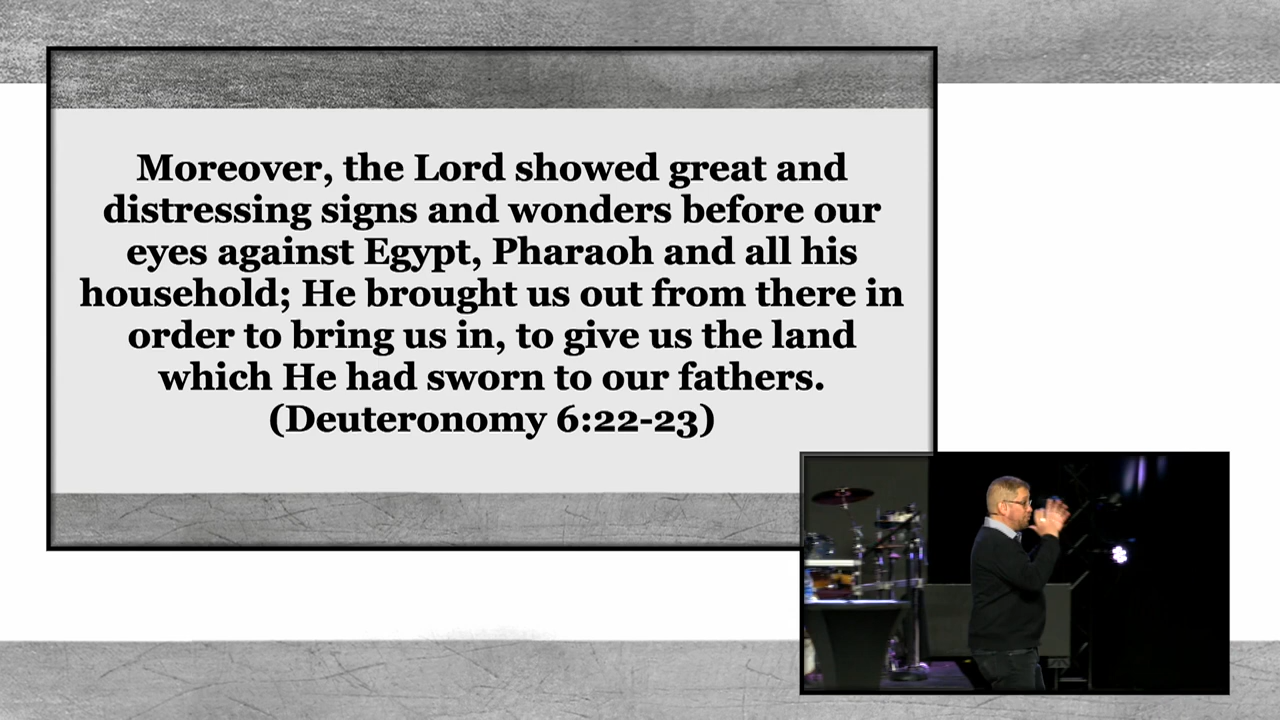 Moreover, the Lord showed great and
distressing signs and wonders before our
eyes against Egypt, Pharaoh and all his
household; He brought us out from there in
order to bring us in, to give us the land
which He had sworn to our fathers.
(Deuteronomy 6:22-23)